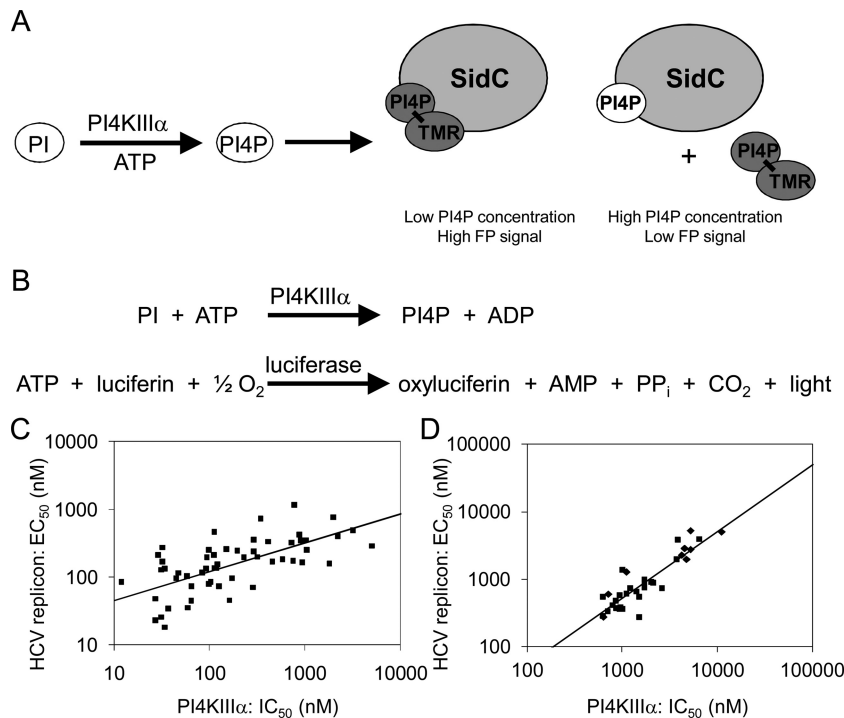 A
PI
PI4KIIIα
ATP
PI4P
SidC
PI4P
TMR
Low PI4P concentration
High FP signal
SidC
PI4P
+
PI4P
TMR
High PI4P concentration
Low FP signal
B
PI + ATP
PI4KIIIα
PI4P + ADP
ATP + luciferin + ½ O₂
luciferase
oxyluciferin + AMP + PPᵢ + CO₂ + light
C
HCV replicon: EC₅₀ (nM)
10000
1000
100
10
10 100 1000 10000
PI4KIIIα: IC₅₀ (nM)
D
HCV replicon: EC₅₀ (nM)
100000
10000
1000
100
100 1000 10000 100000
PI4KIIIα: IC₅₀ (nM)